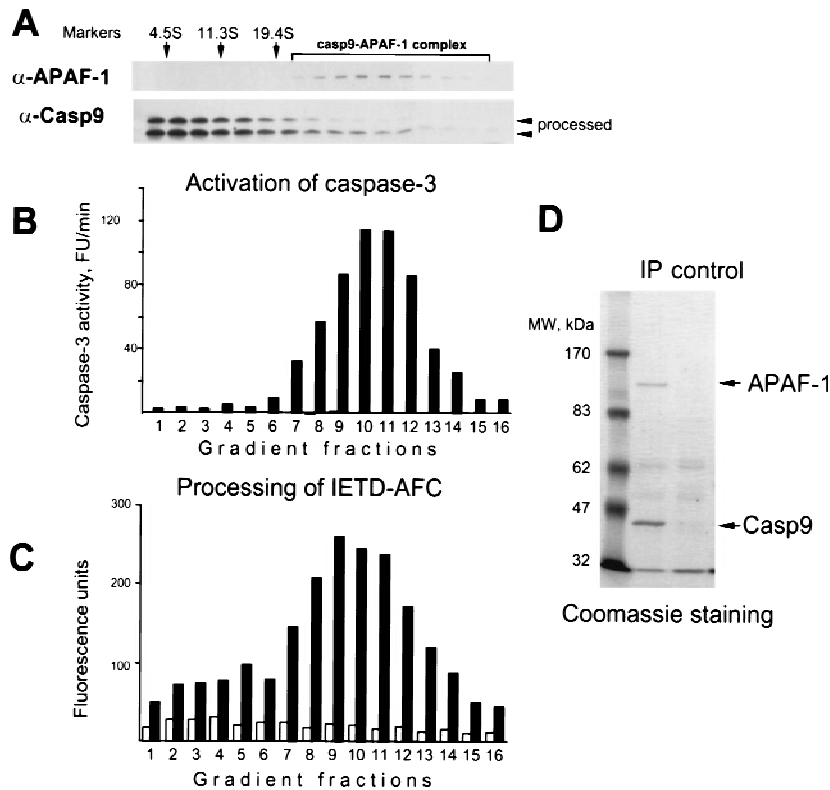 A
Markers 4.5S 11.3S 19.4S casp9-APAF-1 complex
α-APAF-1
α-Casp9
processed
B
Activation of caspase-3
Caspase-3 activity, FU/min
120
80
40
1 2 3 4 5 6 7 8 9 10 11 12 13 14 15 16
Gradient fractions
C
Processing of IETD-AFC
Fluorescence units
300
200
100
1 2 3 4 5 6 7 8 9 10 11 12 13 14 15 16
Gradient fractions
D
IP control
MW, kDa
170
APAF-1
83
62
47
Casp9
32
Coomassie staining